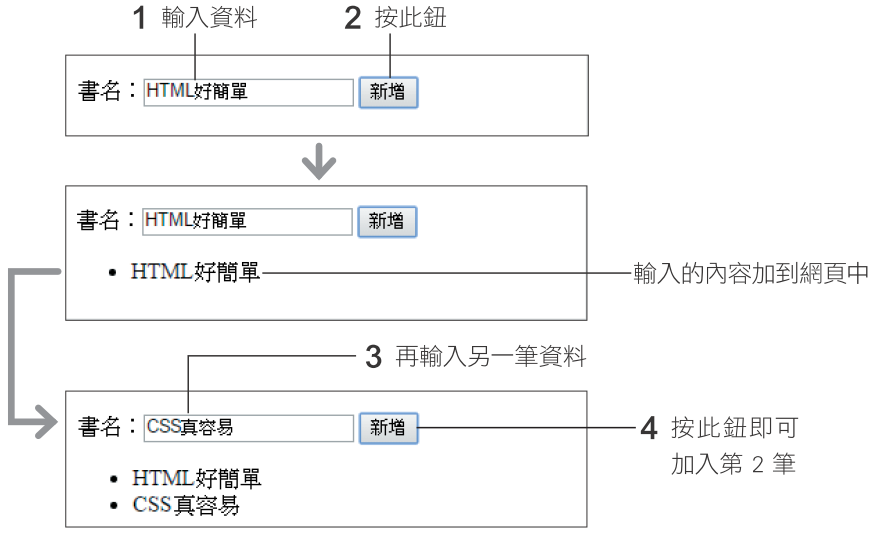 1 輸入資料
2 按此鈕
書名：HTML好簡單 新增
書名：HTML好簡單 新增
• HTML好簡單
輸入的內容加到網頁中
3 再輸入另一筆資料
書名：CSS真容易 新增
4 按此鈕即可
加入第 2 筆
• HTML好簡單
• CSS真容易